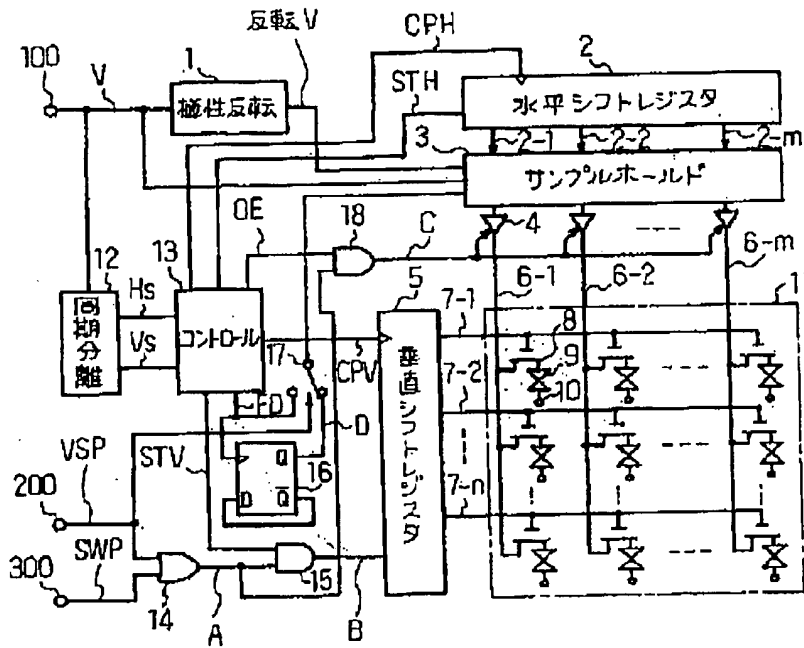 反転V
CPH
100
V
1
極性反転
STH
2
水平シフトレジスタ
2-1
2-2
2-m
3
サンプルホールド
OE
18
C
4
6-1
6-2
6-m
12
同期分離
Hs
Vs
13
コントロール
17
CPV
5
垂直シフトレジスタ
7-1
7-2
7-n
1
8
9
10
FD
D
STV
D
Q
Q̅
16
VSP
200
SWP
300
14
A
15
B